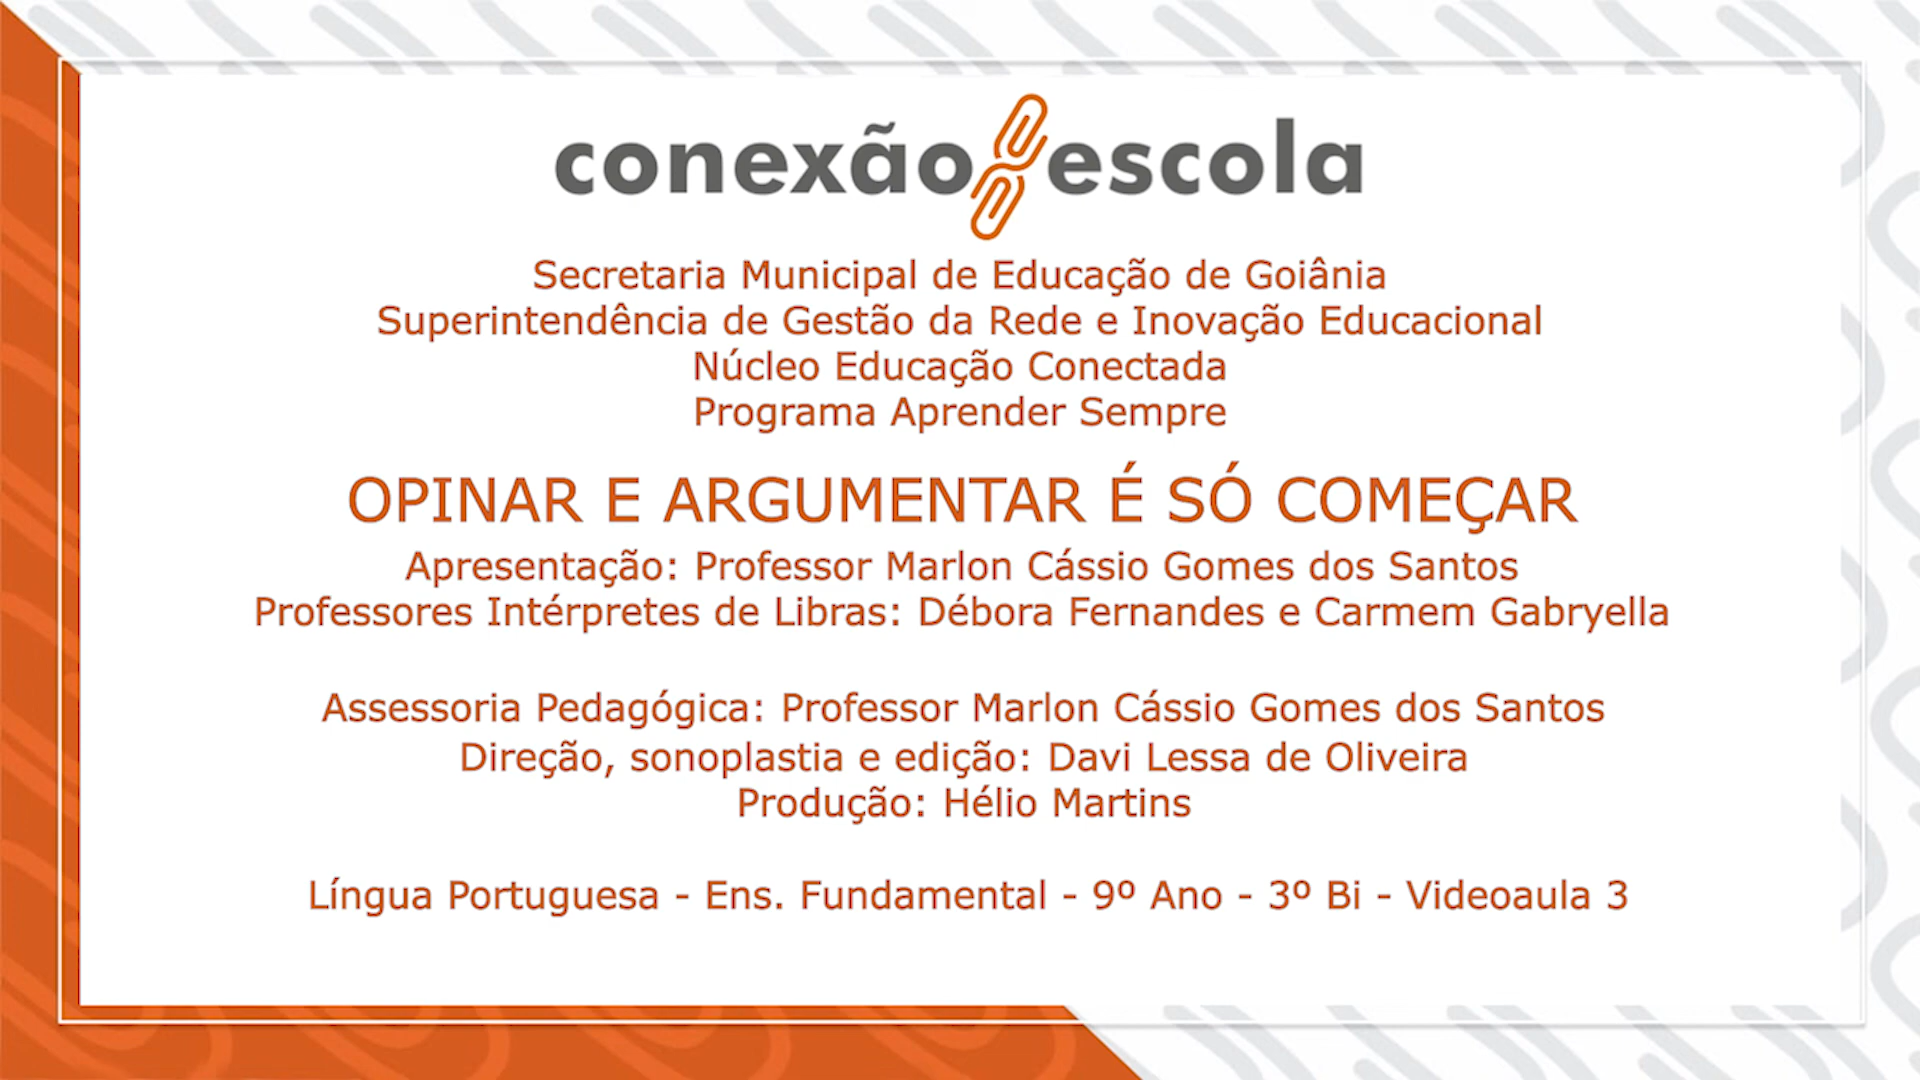 conexão escola
Secretaria Municipal de Educação de Goiânia
Superintendência de Gestão da Rede e Inovação Educacional
Núcleo Educação Conectada
Programa Aprender Sempre
OPINAR E ARGUMENTAR É SÓ COMEÇAR
Apresentação: Professor Marlon Cássio Gomes dos Santos
Professores Intérpretes de Libras: Débora Fernandes e Carmem Gabryella
Assessoria Pedagógica: Professor Marlon Cássio Gomes dos Santos
Direção, sonoplastia e edição: Davi Lessa de Oliveira
Produção: Hélio Martins
Língua Portuguesa - Ens. Fundamental - 9º Ano - 3º Bi - Videoaula 3